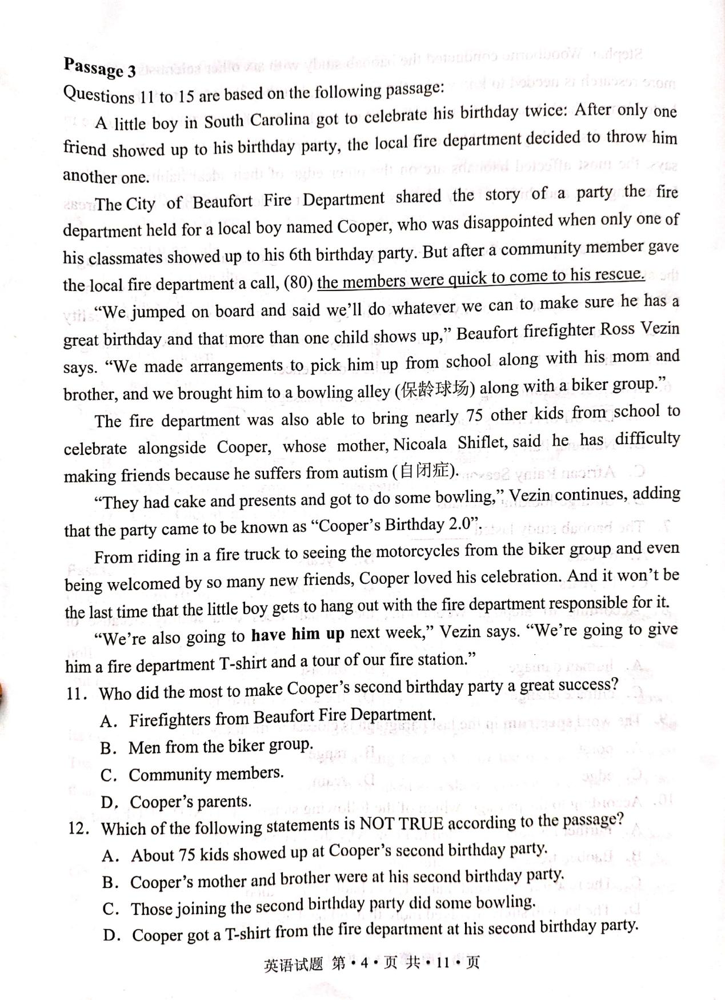 Passage 3
Questions 11 to 15 are based on the following passage:
A little boy in South Carolina got to celebrate his birthday twice: After only one
friend showed up to his birthday party, the local fire department decided to throw him
another one.
The City of Beaufort Fire Department shared the story of a party the fire
department held for a local boy named Cooper, who was disappointed when only one of
his classmates showed up to his 6th birthday party. But after a community member gave
the local fire department a call, (80) the members were quick to come to his rescue.
“We jumped on board and said we’ll do whatever we can to make sure he has a
great birthday and that more than one child shows up,” Beaufort firefighter Ross Vezin
says. “We made arrangements to pick him up from school along with his mom and
brother, and we brought him to a bowling alley (保龄球场) along with a biker group.”
The fire department was also able to bring nearly 75 other kids from school to
celebrate alongside Cooper, whose mother, Nicoala Shiflet, said he has difficulty
making friends because he suffers from autism (自闭症).
“They had cake and presents and got to do some bowling,” Vezin continues, adding
that the party came to be known as “Cooper’s Birthday 2.0”.
From riding in a fire truck to seeing the motorcycles from the biker group and even
being welcomed by so many new friends, Cooper loved his celebration. And it won’t be
the last time that the little boy gets to hang out with the fire department responsible for it.
“We’re also going to have him up next week,” Vezin says. “We’re going to give
him a fire department T-shirt and a tour of our fire station.”
11. Who did the most to make Cooper’s second birthday party a great success?
A. Firefighters from Beaufort Fire Department.
B. Men from the biker group.
C. Community members.
D. Cooper’s parents.
12. Which of the following statements is NOT TRUE according to the passage?
A. About 75 kids showed up at Cooper’s second birthday party.
B. Cooper’s mother and brother were at his second birthday party.
C. Those joining the second birthday party did some bowling.
D. Cooper got a T-shirt from the fire department at his second birthday party.
英语试题 第·4·页 共·11·页